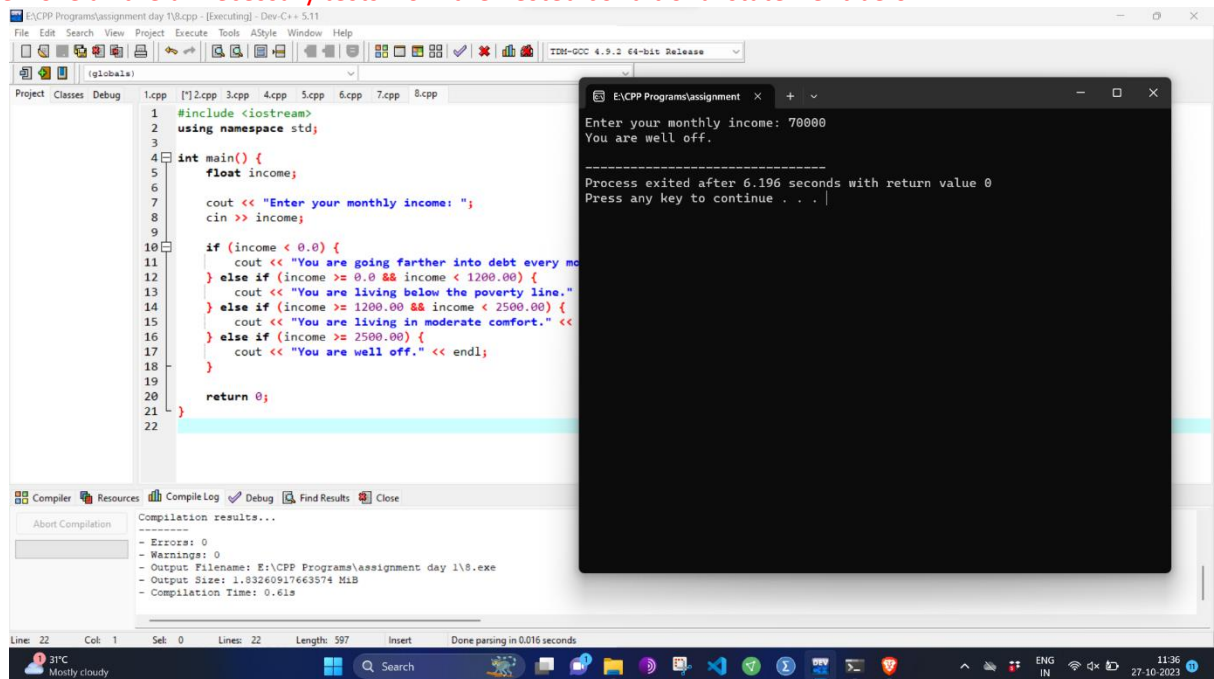 E:\CPP Programs\assignment day 1\8.cpp - [Executing] - Dev-C++ 5.11
File Edit Search View Project Execute Tools AStyle Window Help
TDM-GCC 4.9.2 64-bit Release
(globals)
Project Classes Debug 1.cpp [*] 2.cpp 3.cpp 4.cpp 5.cpp 6.cpp 7.cpp 8.cpp
1 #include <iostream>
2 using namespace std;
3
4 int main() {
5 float income;
6
7 cout << "Enter your monthly income: ";
8 cin >> income;
9
10 if (income < 0.0) {
11 cout << "You are going farther into debt every mo
12 } else if (income >= 0.0 && income < 1200.00) {
13 cout << "You are living below the poverty line."
14 } else if (income >= 1200.00 && income < 2500.00) {
15 cout << "You are living in moderate comfort." <<
16 } else if (income >= 2500.00) {
17 cout << "You are well off." << endl;
18 }
19
20 return 0;
21 }
22
E:\CPP Programs\assignment
Enter your monthly income: 70000
You are well off.
--------------------------------
Process exited after 6.196 seconds with return value 0
Press any key to continue . . .
Compiler Resources Compile Log Debug Find Results Close
Abort Compilation
Compilation results...
--------
- Errors: 0
- Warnings: 0
- Output Filename: E:\CPP Programs\assignment day 1\8.exe
- Output Size: 1.83260917663574 MiB
- Compilation Time: 0.61s
Line: 22 Col: 1 Sel: 0 Lines: 22 Length: 597 Insert Done parsing in 0.016 seconds
1 31°C
Mostly cloudy
Search
DEV
ENG
IN
11:36
27-10-2023
11